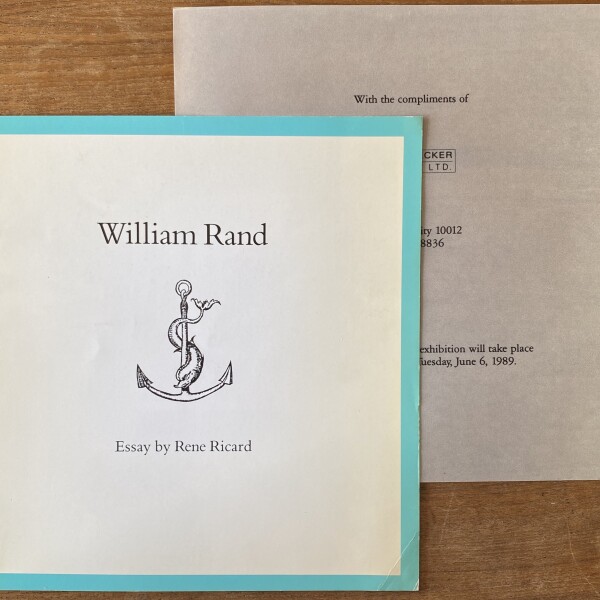 With the compliments of
CKER
LTD.
ity 10012
8836
exhibition will take place
uesday, June 6, 1989.
William Rand
Essay by Rene Ricard